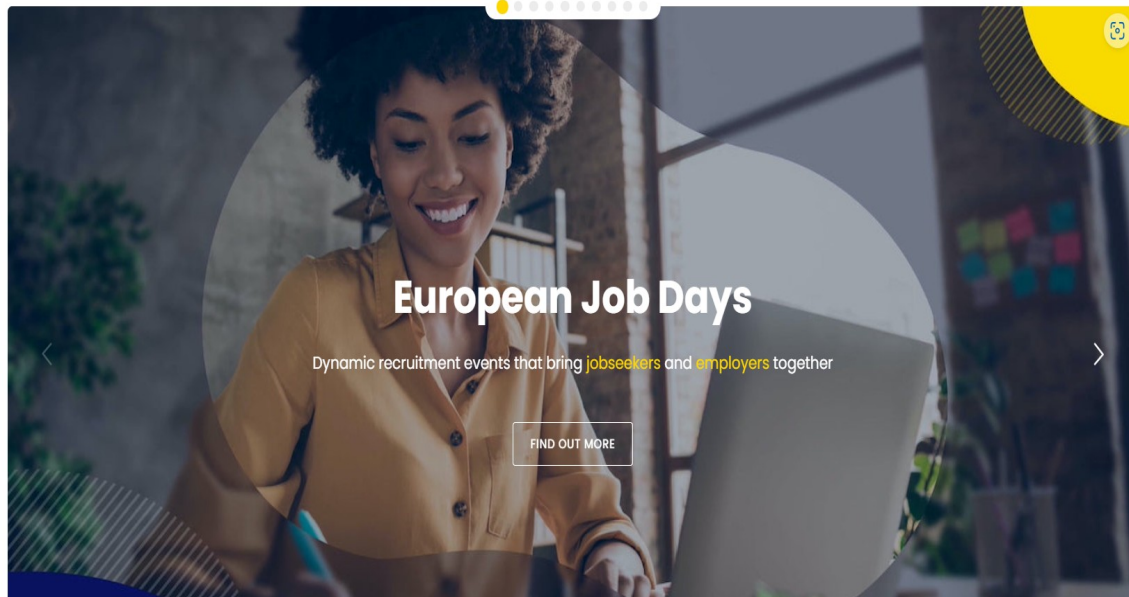 European Job Days
Dynamic recruitment events that bring jobseekers and employers together
FIND OUT MORE